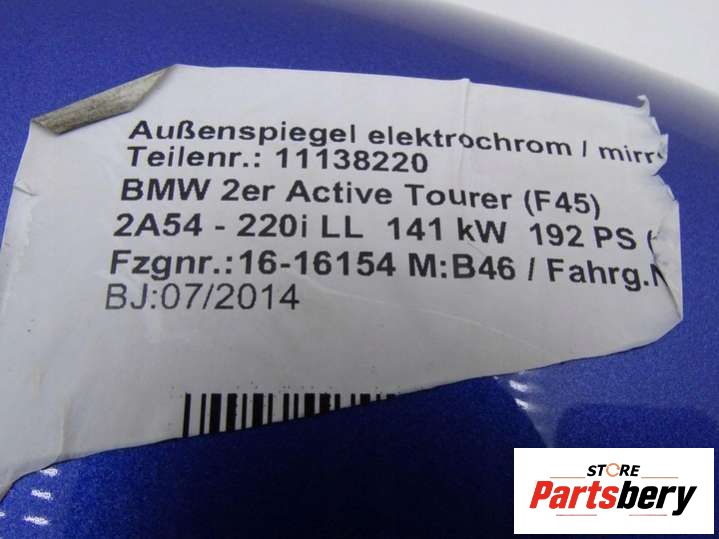 Außenspiegel elektrochrom / mirr
Teilenr.: 11138220
BMW 2er Active Tourer (F45)
2A54 - 220i LL 141 kW 192 PS (
Fzgnr.:16-16154 M:B46 / Fahrg.N
BJ:07/2014
STORE
Partsbery